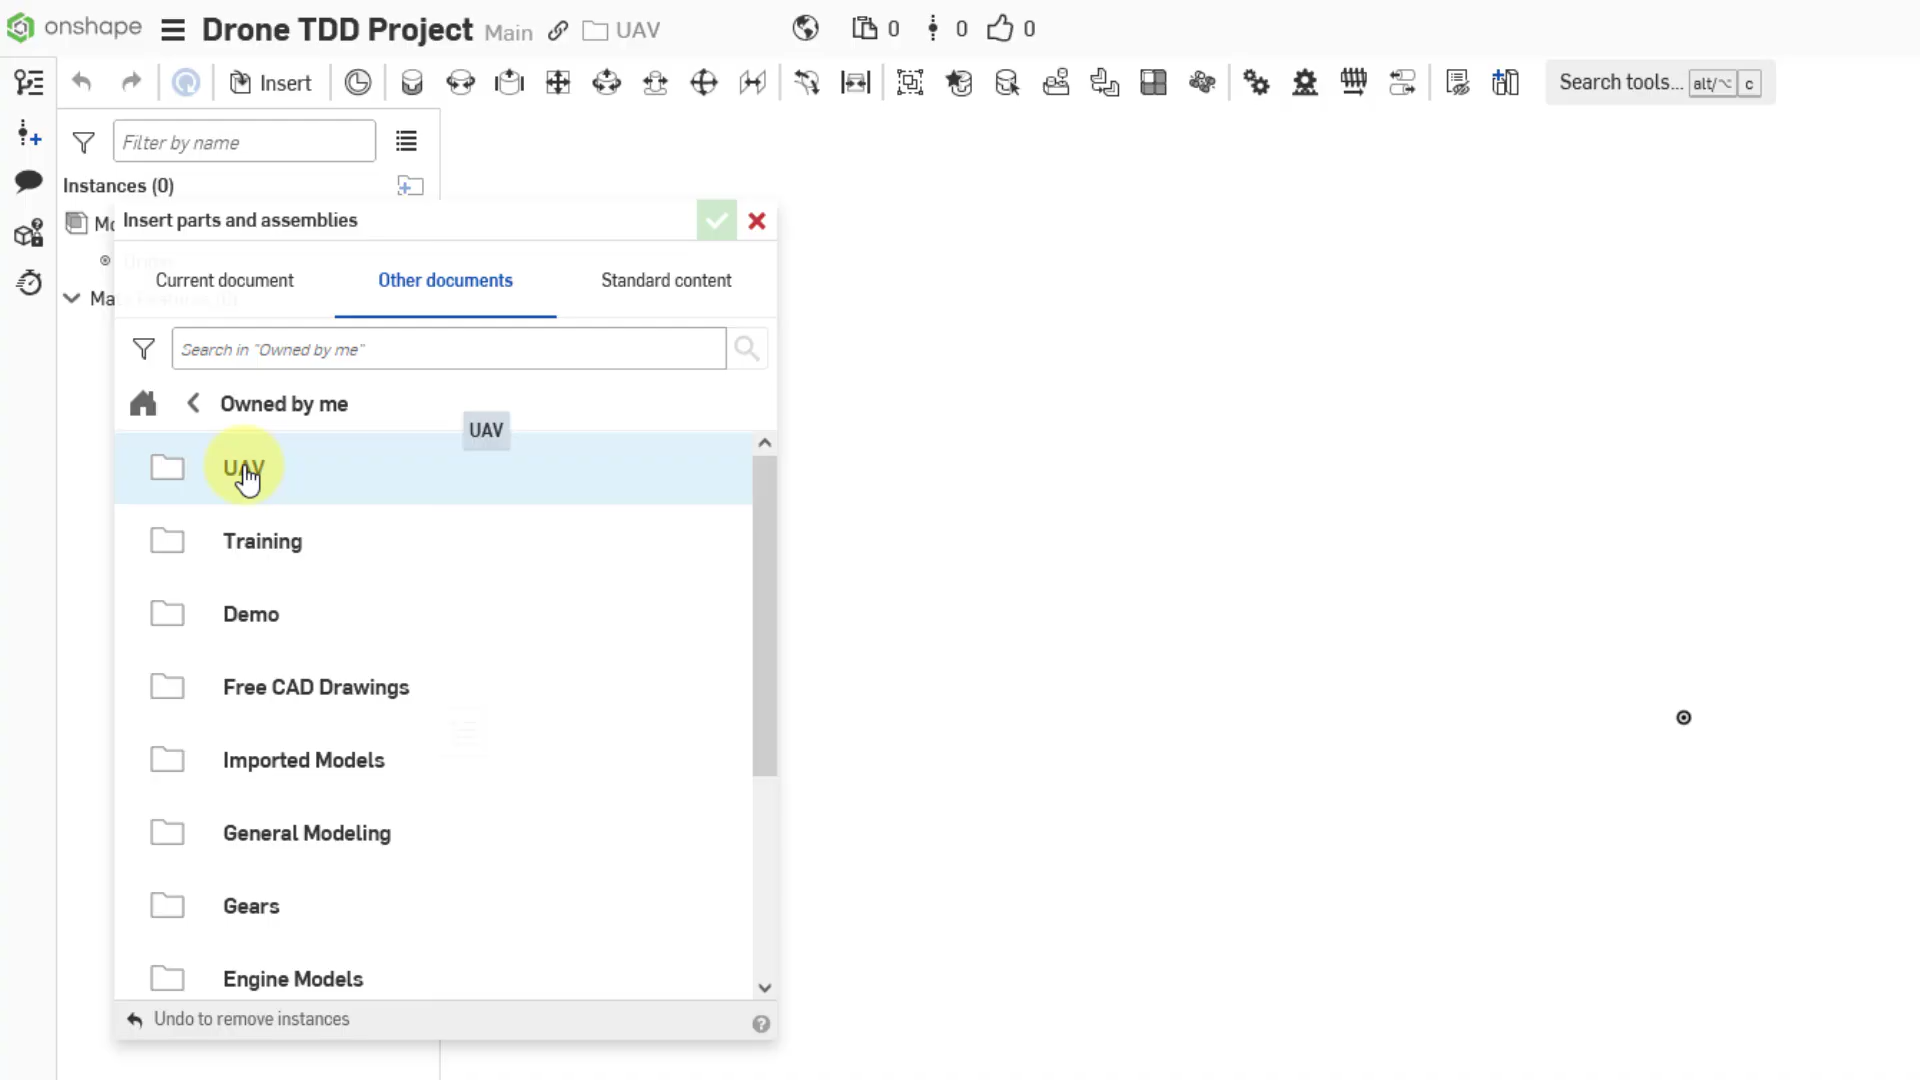 onshape Drone TDD Project Main UAV 0 0 0
Insert Search tools... alt/⌥ c
Filter by name
Instances (0)
Insert parts and assemblies
Current document Other documents Standard content
Search in "Owned by me"
Owned by me
UAV
UAV
Training
Demo
Free CAD Drawings
Imported Models
General Modeling
Gears
Engine Models
Undo to remove instances